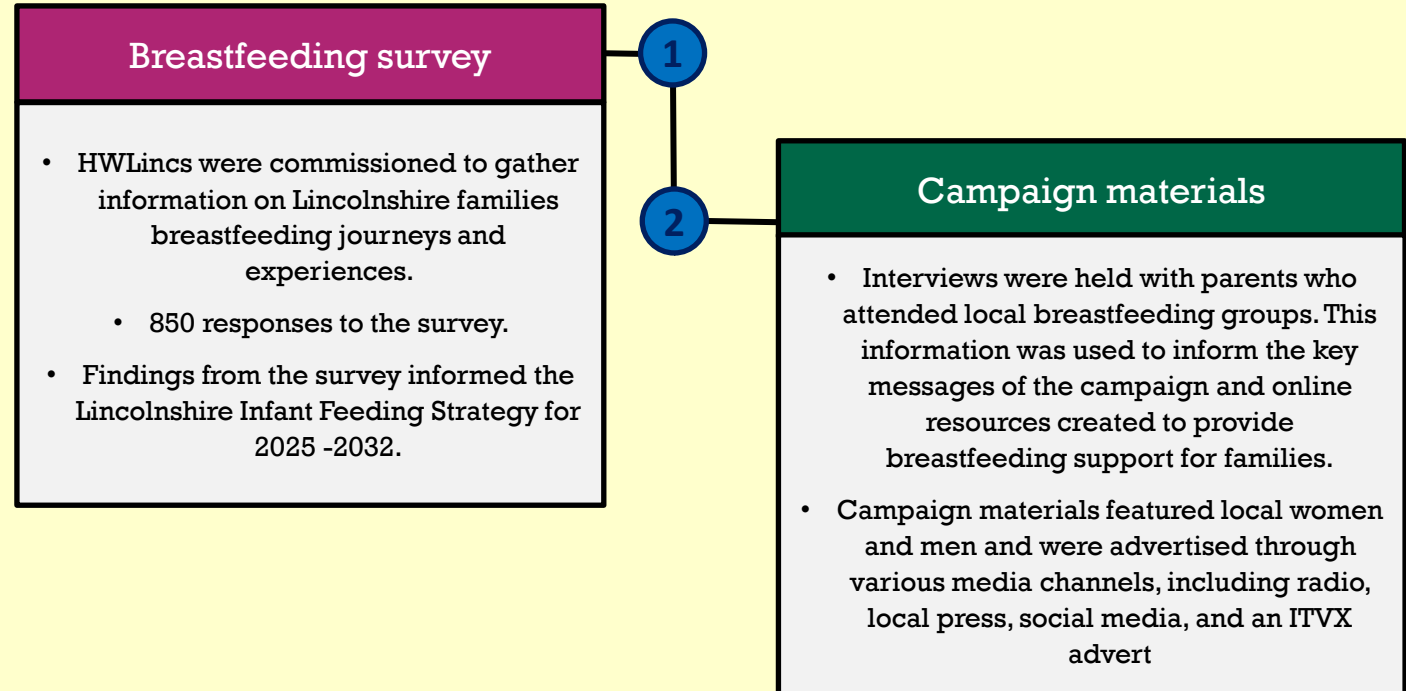 Breastfeeding survey
1
• HWLincs were commissioned to gather
information on Lincolnshire families
breastfeeding journeys and
experiences.
• 850 responses to the survey.
• Findings from the survey informed the
Lincolnshire Infant Feeding Strategy for
2025 -2032.
2
Campaign materials
• Interviews were held with parents who
attended local breastfeeding groups. This
information was used to inform the key
messages of the campaign and online
resources created to provide
breastfeeding support for families.
• Campaign materials featured local women
and men and were advertised through
various media channels, including radio,
local press, social media, and an ITVX
advert